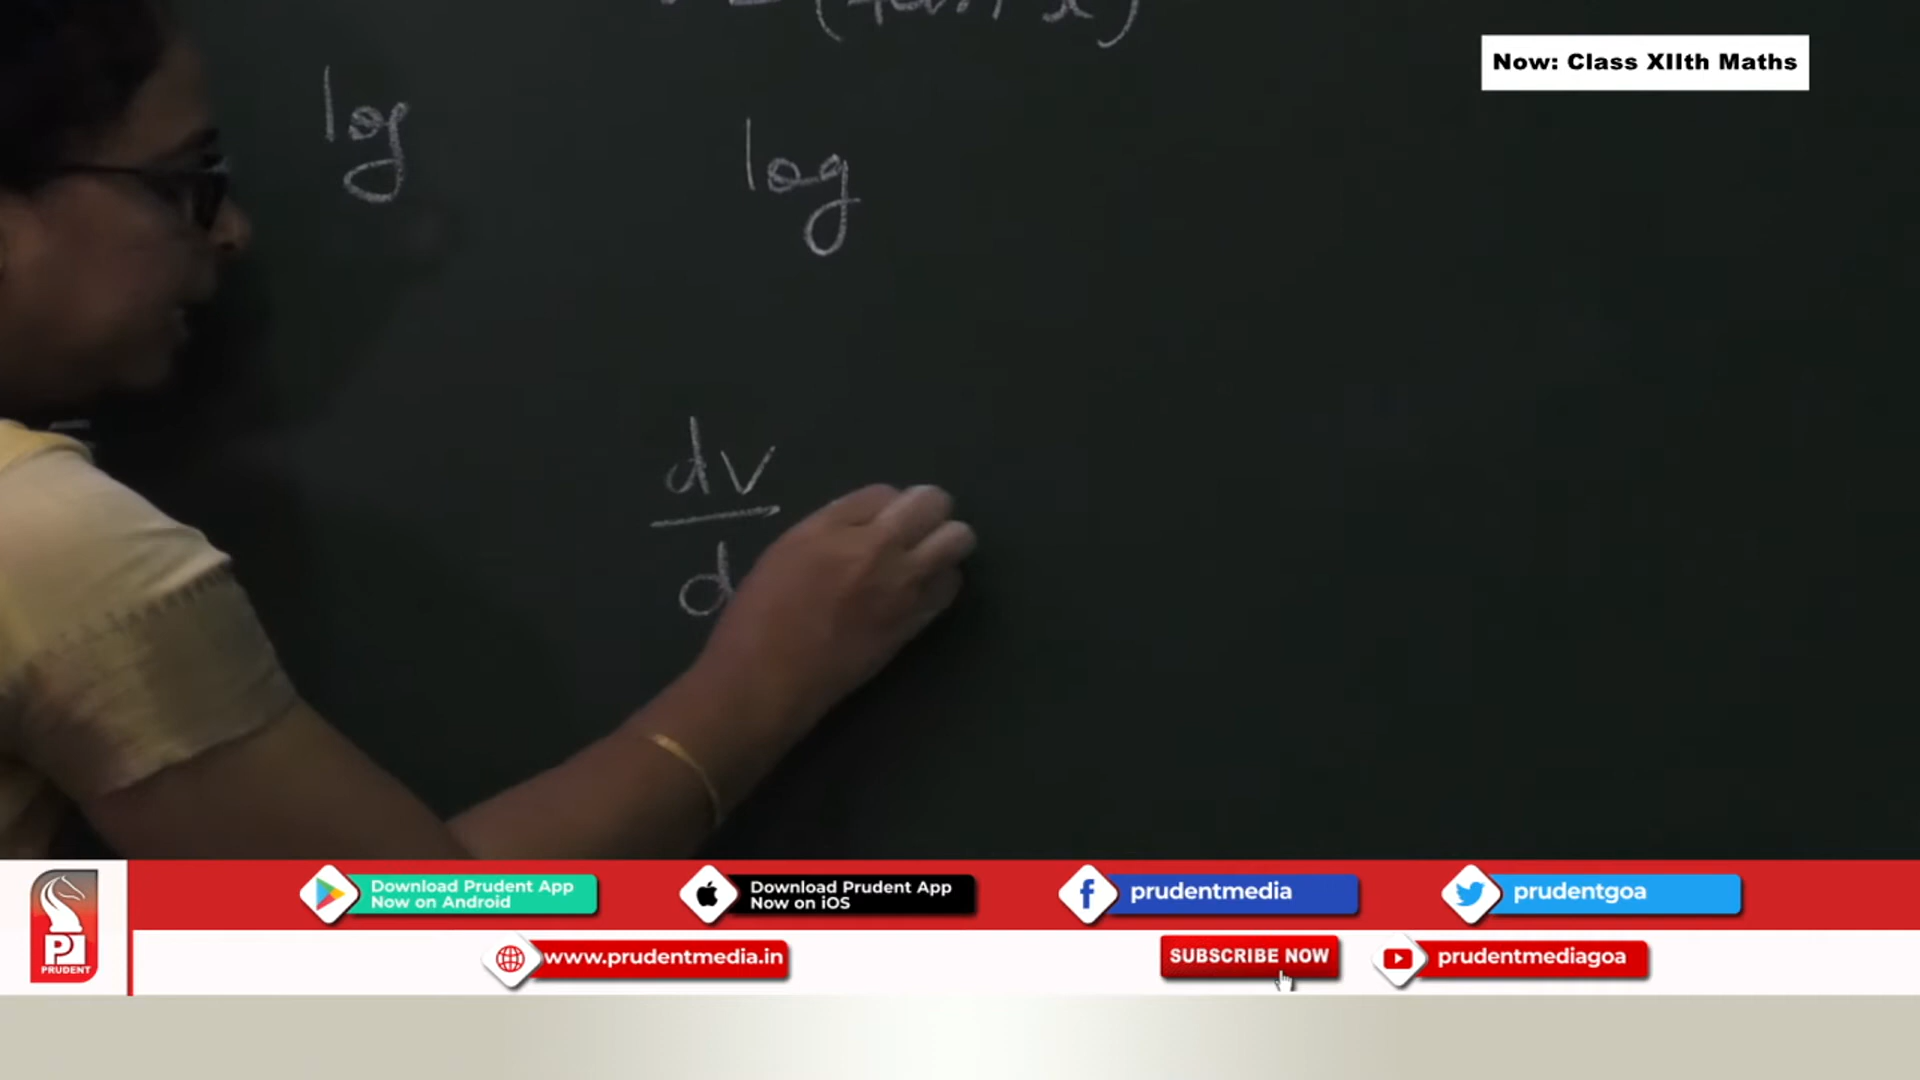 Now: Class XIIth Maths
log
log
dv
d
Download Prudent App
Now on Android
Download Prudent App
Now on iOS
prudentmedia
prudentgoa
P
PRUDENT
www.prudentmedia.in
SUBSCRIBE NOW
prudentmediagoa